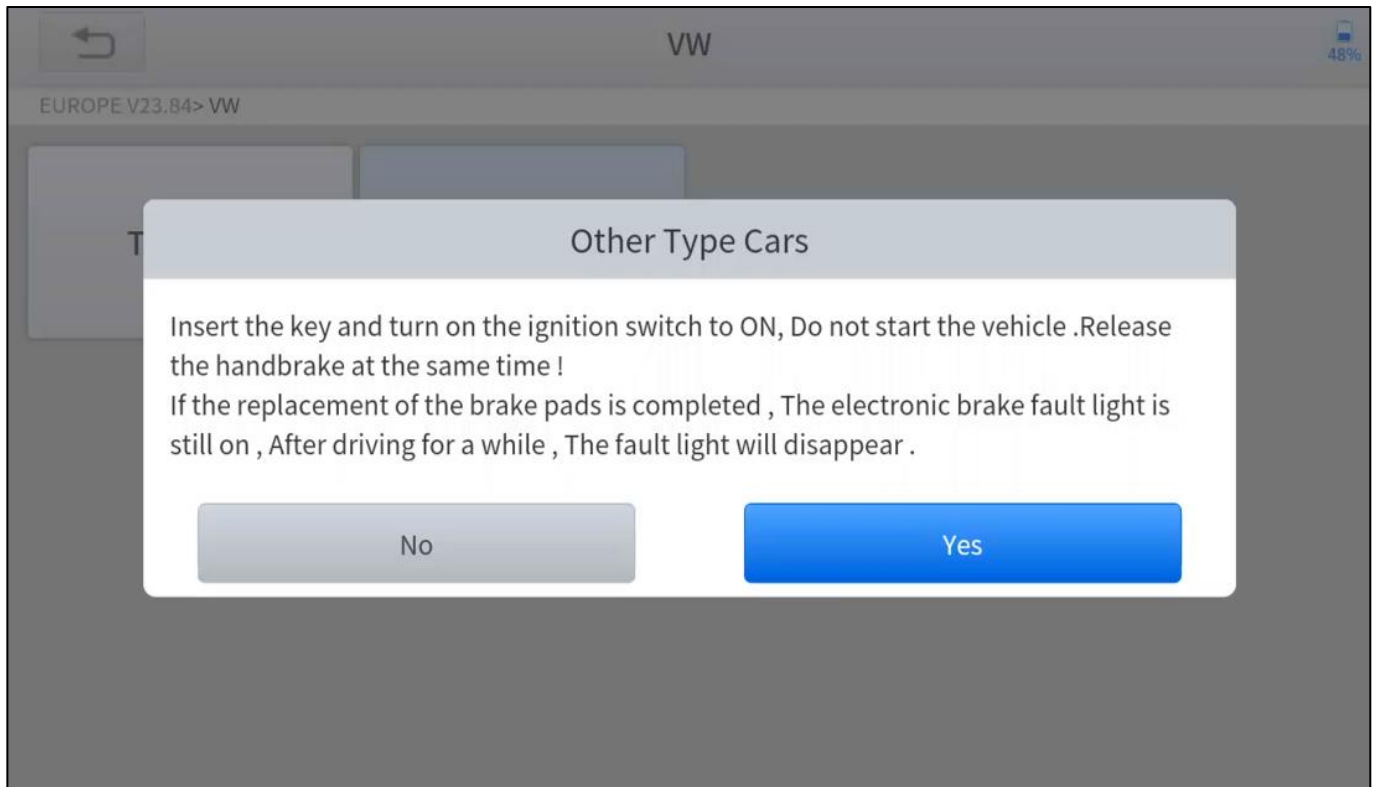 VW
48%
EUROPE V23.84> VW
T
Other Type Cars
Insert the key and turn on the ignition switch to ON, Do not start the vehicle .Release
the handbrake at the same time !
If the replacement of the brake pads is completed , The electronic brake fault light is
still on , After driving for a while , The fault light will disappear .
No
Yes